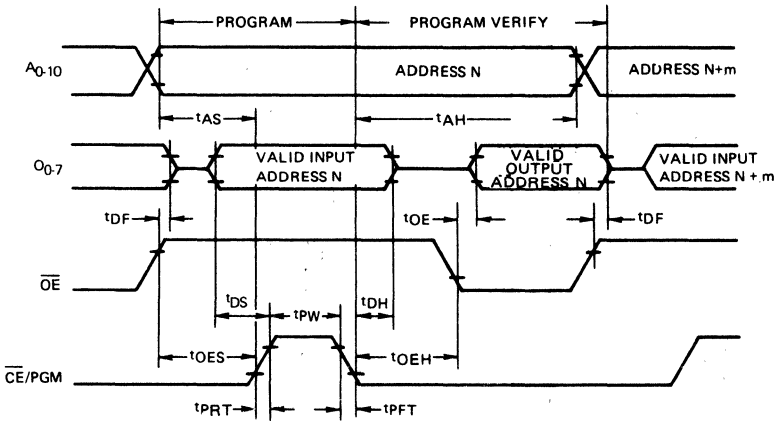 PROGRAM PROGRAM VERIFY
A0-10 ADDRESS N ADDRESS N+m
tAS tAH
O0-7
VALID INPUT
ADDRESS N
VALID
OUTPUT
ADDRESS N
VALID INPUT
ADDRESS N + m
tDF tOE tDF
OE
tDS tPW tDH
tOES tOEH
CE/PGM
tPRT tPFT